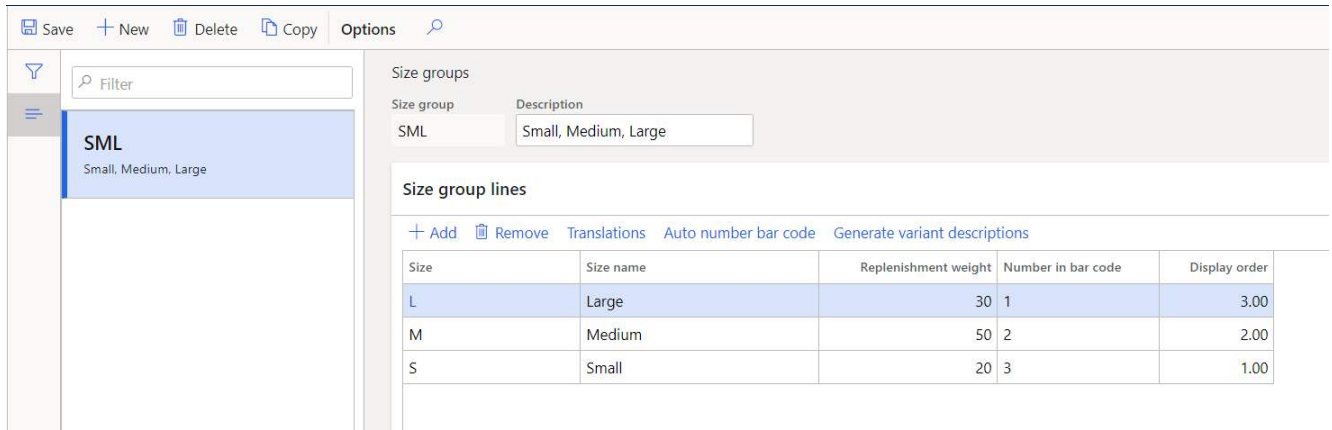 Save New Delete Copy Options
Filter
SML
Small, Medium, Large
Size groups
Size group Description
SML Small, Medium, Large
Size group lines
Add Remove Translations Auto number bar code Generate variant descriptions
Size Size name Replenishment weight Number in bar code Display order
L Large 30 1 3.00
M Medium 50 2 2.00
S Small 20 3 1.00